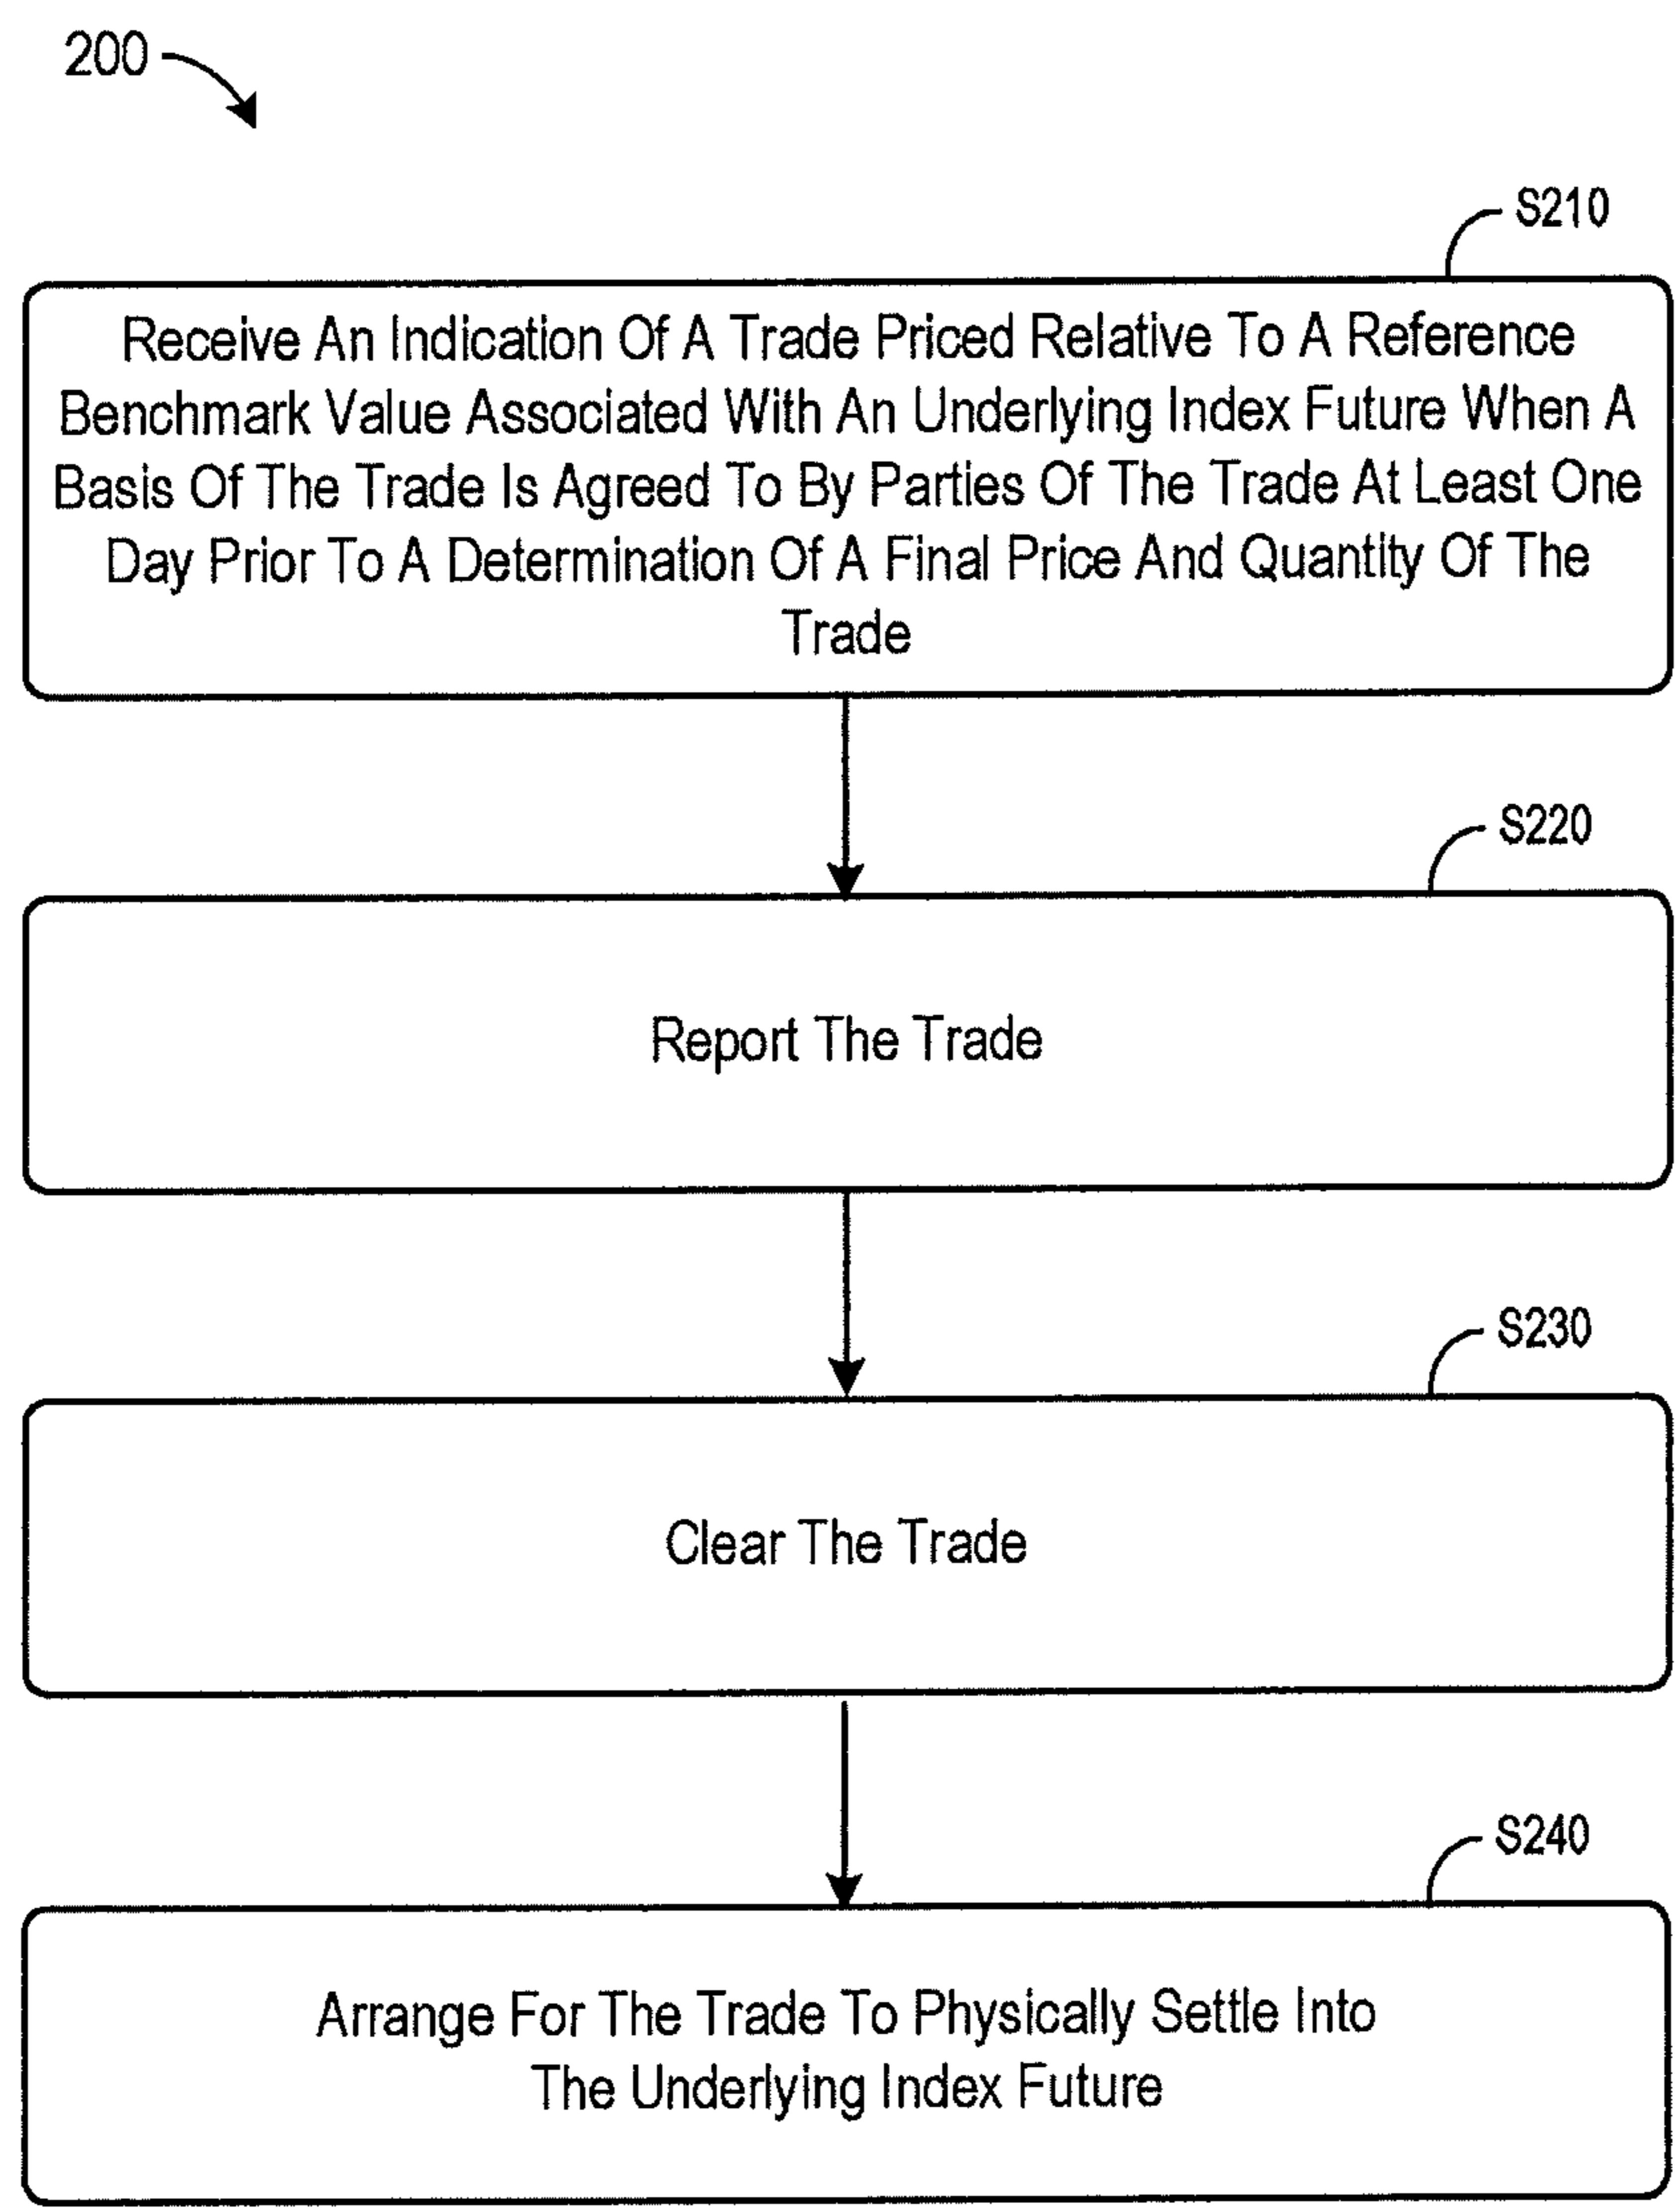 200
S210
Receive An Indication Of A Trade Priced Relative To A Reference
Benchmark Value Associated With An Underlying Index Future When A
Basis Of The Trade Is Agreed To By Parties Of The Trade At Least One
Day Prior To A Determination Of A Final Price And Quantity Of The
Trade
S220
Report The Trade
S230
Clear The Trade
S240
Arrange For The Trade To Physically Settle Into
The Underlying Index Future